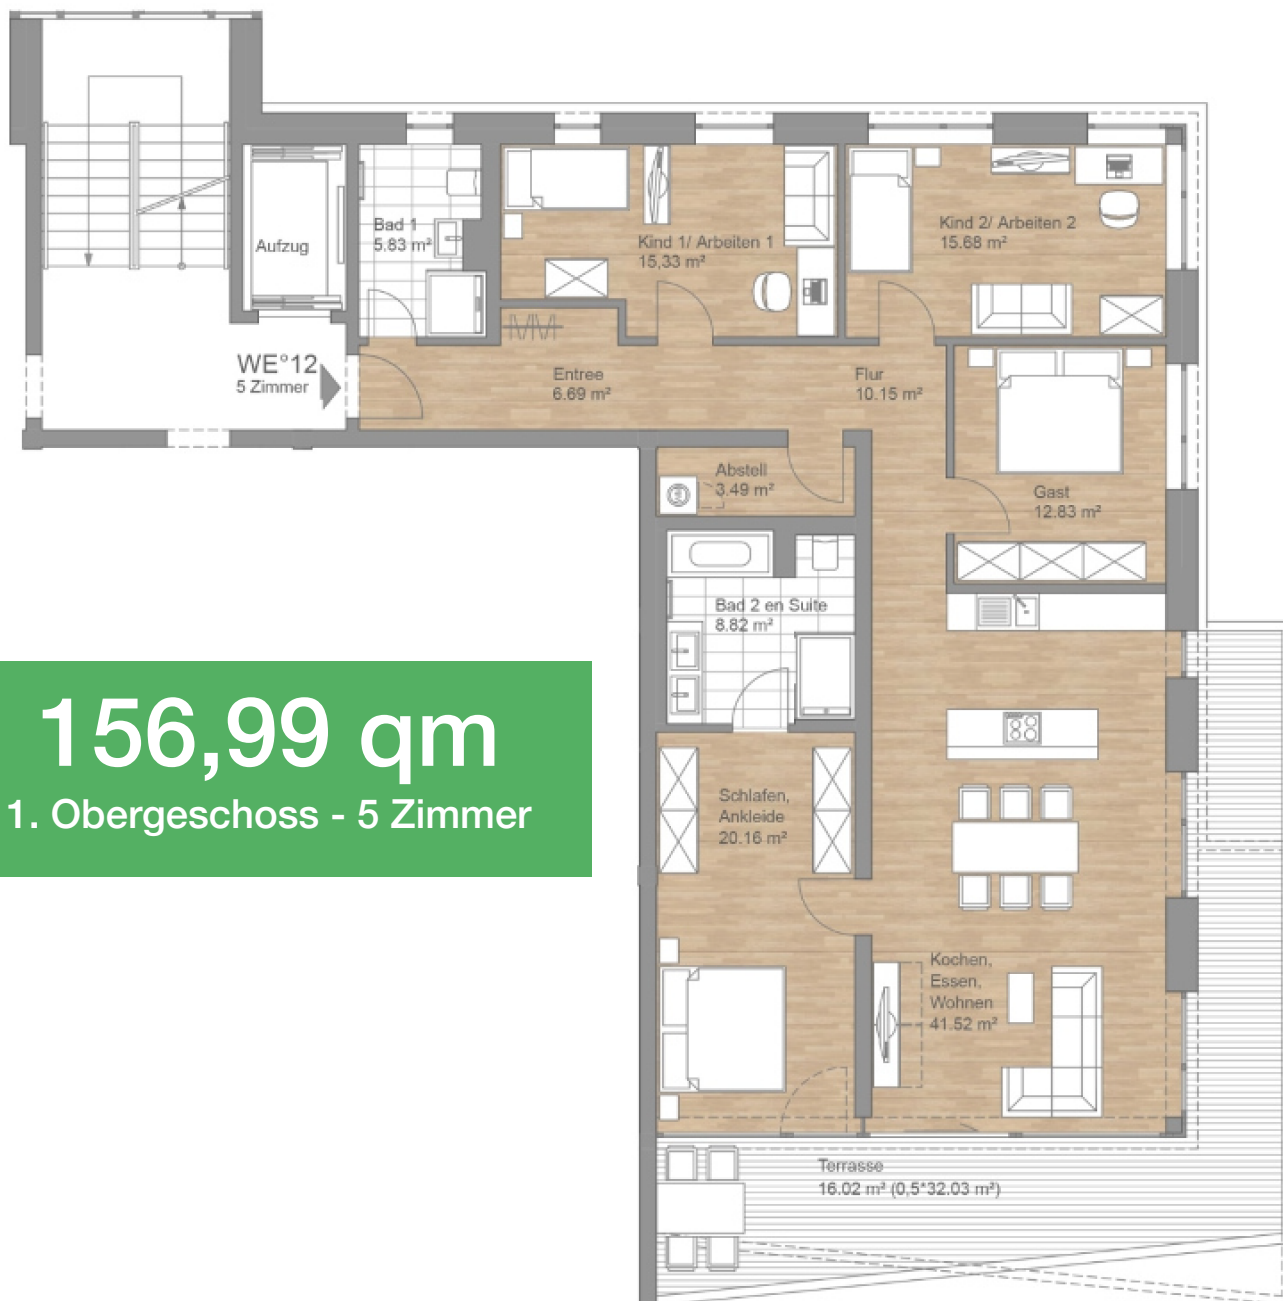 Aufzug
Bad 1
5.83 m²
Kind 1/ Arbeiten 1
15,33 m²
Kind 2/ Arbeiten 2
15.68 m²
WE°12
5 Zimmer
Entree
6.69 m²
Flur
10.15 m²
Abstell
3.49 m²
Gast
12.83 m²
Bad 2 en Suite
8.82 m²
156,99 qm
1. Obergeschoss - 5 Zimmer
Schlafen,
Ankleide
20.16 m²
Kochen,
Essen,
Wohnen
41.52 m²
Terrasse
16.02 m² (0,5*32.03 m²)